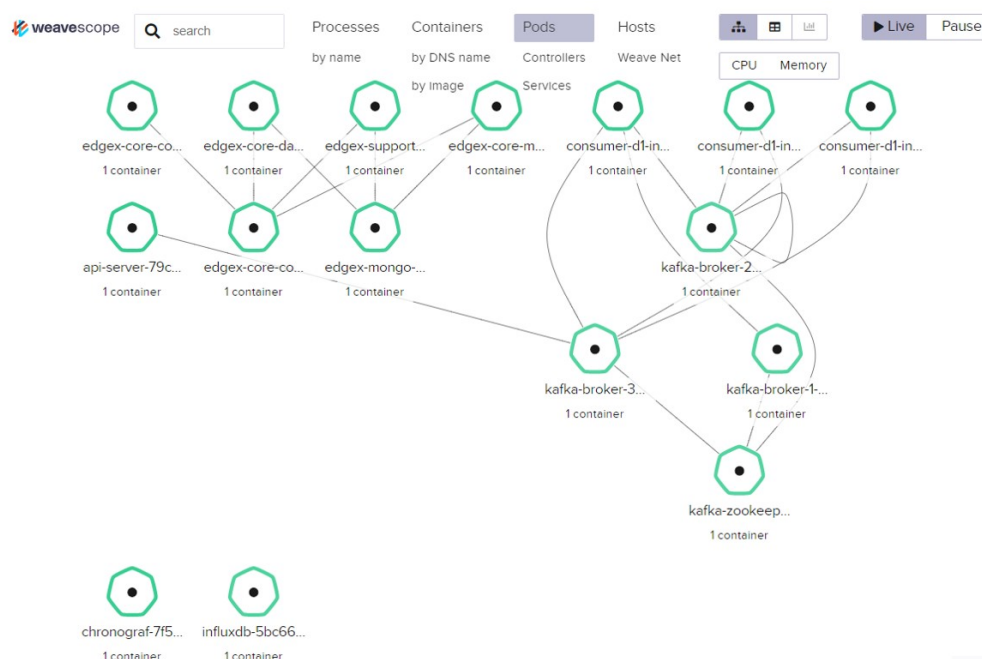 weavescope
search
Processes
Containers
Pods
Hosts
Live
Pause
by name
by DNS name
Controllers
Weave Net
CPU
Memory
by image
Services
edgex-core-co...
edgex-core-da...
edgex-support...
edgex-core-m...
consumer-d1-in...
consumer-d1-in...
consumer-d1-in...
1 container
1 container
1 container
1 container
1 container
1 container
1 container
api-server-79c...
edgex-core-co...
edgex-mongo-...
kafka-broker-2...
1 container
1 container
1 container
1 container
kafka-broker-3...
kafka-broker-1-...
1 container
1 container
kafka-zookeep...
1 container
chronograf-7f5...
influxdb-5bc66...
1 container
1 container